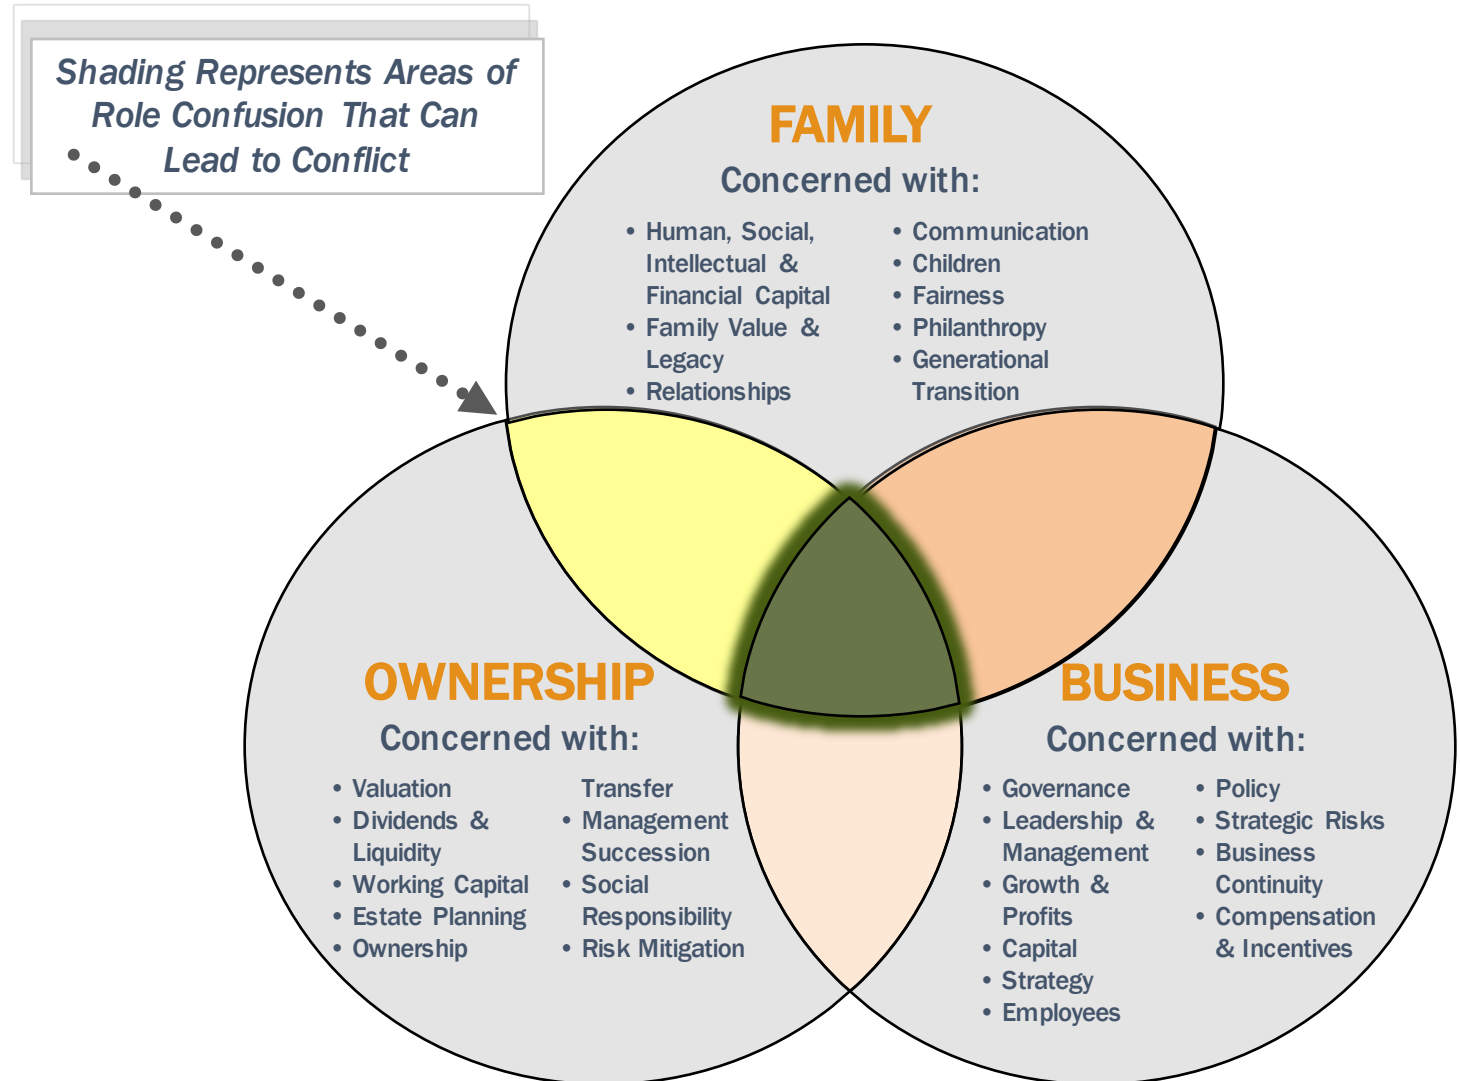 Shading Represents Areas of
Role Confusion That Can
Lead to Conflict
FAMILY
Concerned with:
• Human, Social,
Intellectual &
Financial Capital
• Family Value &
Legacy
• Relationships
• Communication
• Children
• Fairness
• Philanthropy
• Generational
Transition
OWNERSHIP
Concerned with:
• Valuation
• Dividends &
Liquidity
• Working Capital
• Estate Planning
• Ownership
Transfer
• Management
Succession
• Social
Responsibility
• Risk Mitigation
BUSINESS
Concerned with:
• Governance
• Leadership &
Management
• Growth &
Profits
• Capital
• Strategy
• Employees
• Policy
• Strategic Risks
• Business
Continuity
• Compensation
& Incentives